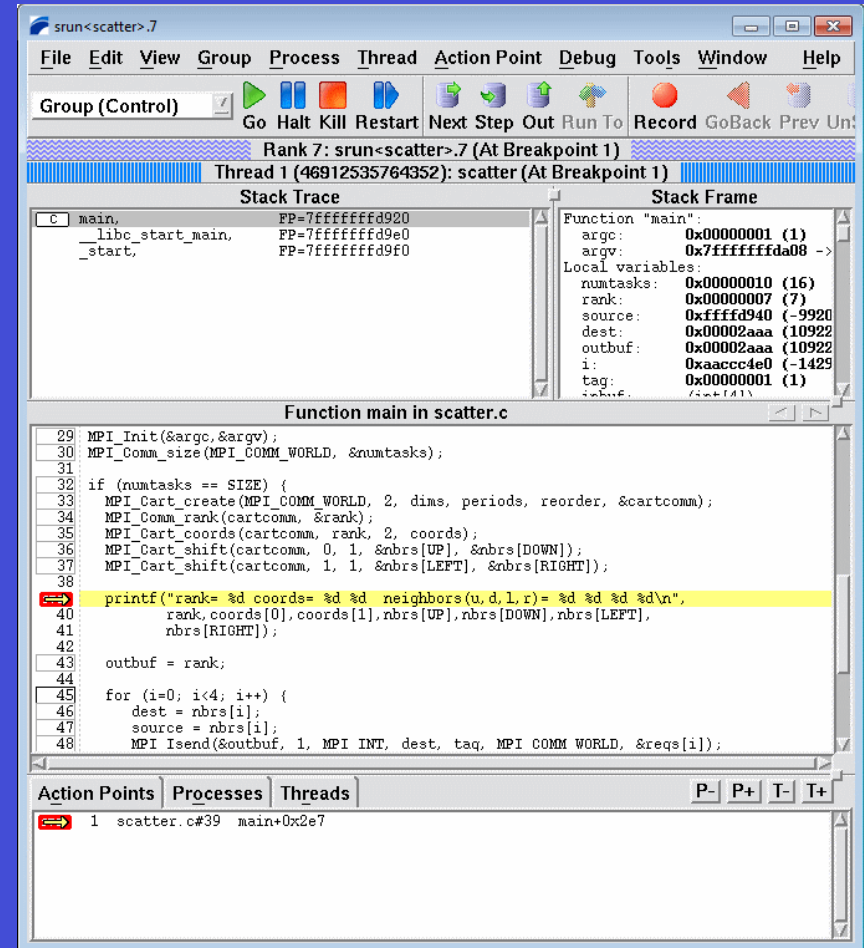 srun<scatter>.7
File Edit View Group Process Thread Action Point Debug Tools Window Help
Group (Control) Go Halt Kill Restart Next Step Out Run To Record GoBack Prev UnS
Rank 7: srun<scatter>.7 (At Breakpoint 1)
Thread 1 (46912535764352): scatter (At Breakpoint 1)
Stack Trace
C main, FP=7fffffffd920
__libc_start_main, FP=7fffffffd9e0
_start, FP=7fffffffd9f0
Stack Frame
Function "main":
argc: 0x00000001 (1)
argv: 0x7fffffffda08 ->
Local variables:
numtasks: 0x00000010 (16)
rank: 0x00000007 (7)
source: 0xffffd940 (-9920
dest: 0x00002aaa (10922
outbuf: 0x00002aaa (10922
i: 0xaaccc4e0 (-1429
tag: 0x00000001 (1)
inbuf: (int[4])
Function main in scatter.c
29 MPI_Init(&argc,&argv);
30 MPI_Comm_size(MPI_COMM_WORLD, &numtasks);
31
32 if (numtasks == SIZE) {
33 MPI_Cart_create(MPI_COMM_WORLD, 2, dims, periods, reorder, &cartcomm);
34 MPI_Comm_rank(cartcomm, &rank);
35 MPI_Cart_coords(cartcomm, rank, 2, coords);
36 MPI_Cart_shift(cartcomm, 0, 1, &nbrs[UP], &nbrs[DOWN]);
37 MPI_Cart_shift(cartcomm, 1, 1, &nbrs[LEFT], &nbrs[RIGHT]);
38
printf("rank= %d coords= %d %d neighbors(u,d,l,r)= %d %d %d %d\n",
40 rank,coords[0],coords[1],nbrs[UP],nbrs[DOWN],nbrs[LEFT],
41 nbrs[RIGHT]);
42
43 outbuf = rank;
44
45 for (i=0; i<4; i++) {
46 dest = nbrs[i];
47 source = nbrs[i];
48 MPI_Isend(&outbuf, 1, MPI_INT, dest, tag, MPI_COMM_WORLD, &reqs[i]);
Action Points Processes Threads P- P+ T- T+
1 scatter.c#39 main+0x2e7